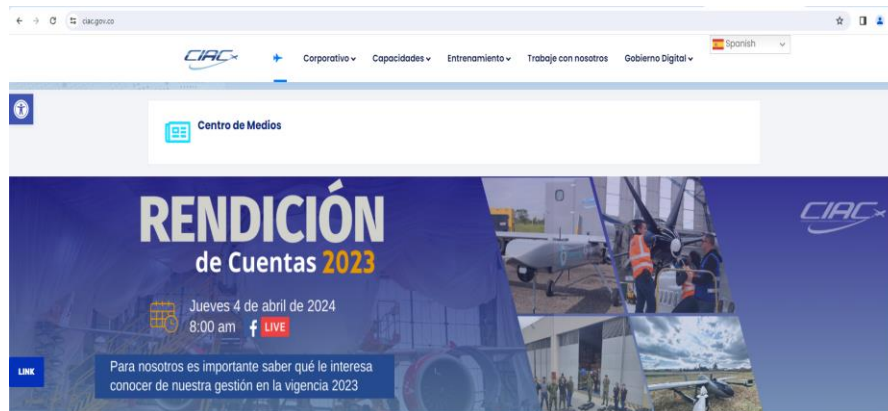 ciac.gov.co
CIAC
Corporativo
Capacidades
Entrenamiento
Trabaje con nosotros
Gobierno Digital
Spanish
Centro de Medios
RENDICIÓN
de Cuentas 2023
Jueves 4 de abril de 2024
8:00 am f LIVE
Para nosotros es importante saber qué le interesa
conocer de nuestra gestión en la vigencia 2023
CIAC
LINK